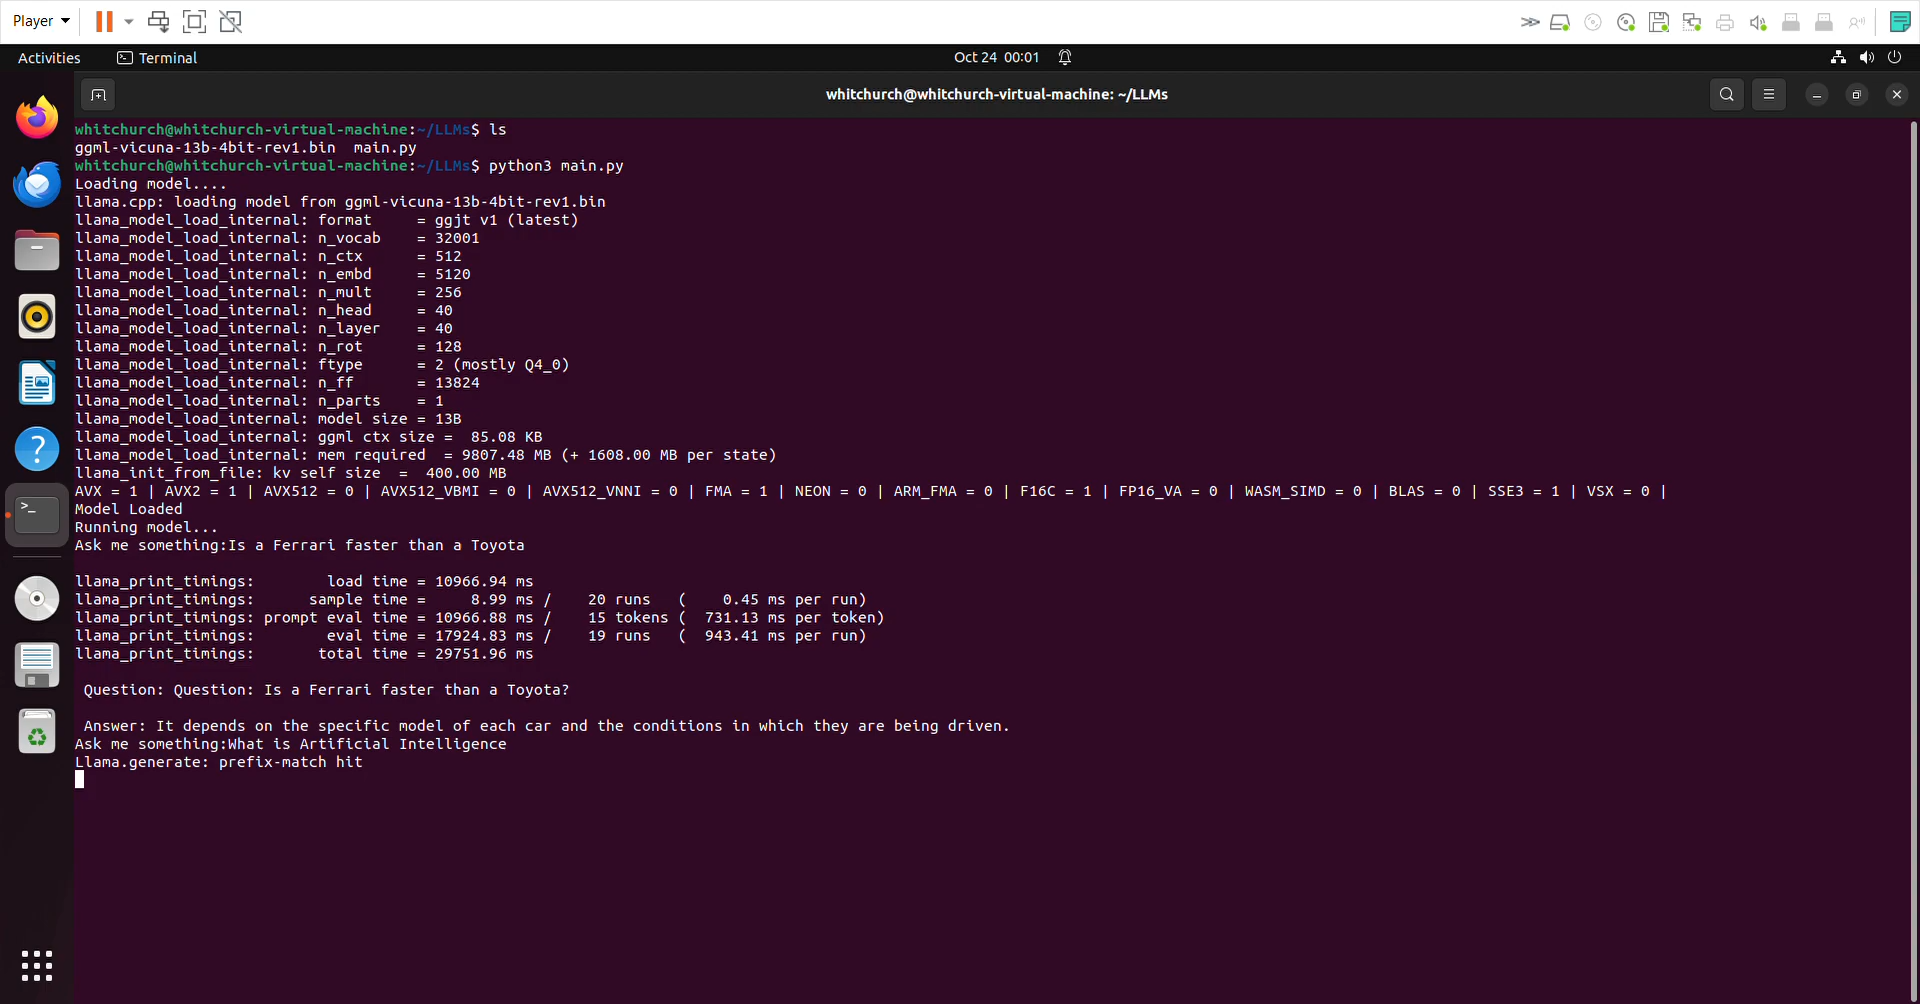 Player
Activities Terminal Oct 24 00:01
whitchurch@whitchurch-virtual-machine: ~/LLMs
whitchurch@whitchurch-virtual-machine:~/LLMs$ ls
ggml-vicuna-13b-4bit-rev1.bin  main.py
whitchurch@whitchurch-virtual-machine:~/LLMs$ python3 main.py
Loading model....
llama.cpp: loading model from ggml-vicuna-13b-4bit-rev1.bin
llama_model_load_internal: format     = ggjt v1 (latest)
llama_model_load_internal: n_vocab    = 32001
llama_model_load_internal: n_ctx      = 512
llama_model_load_internal: n_embd     = 5120
llama_model_load_internal: n_mult     = 256
llama_model_load_internal: n_head     = 40
llama_model_load_internal: n_layer    = 40
llama_model_load_internal: n_rot      = 128
llama_model_load_internal: ftype      = 2 (mostly Q4_0)
llama_model_load_internal: n_ff       = 13824
llama_model_load_internal: n_parts    = 1
llama_model_load_internal: model size = 13B
llama_model_load_internal: ggml ctx size =  85.08 KB
llama_model_load_internal: mem required  = 9807.48 MB (+ 1608.00 MB per state)
llama_init_from_file: kv self size  =  400.00 MB
AVX = 1 | AVX2 = 1 | AVX512 = 0 | AVX512_VBMI = 0 | AVX512_VNNI = 0 | FMA = 1 | NEON = 0 | ARM_FMA = 0 | F16C = 1 | FP16_VA = 0 | WASM_SIMD = 0 | BLAS = 0 | SSE3 = 1 | VSX = 0 |
Model Loaded
Running model...
Ask me something:Is a Ferrari faster than a Toyota
llama_print_timings:        load time = 10966.94 ms
llama_print_timings:      sample time =     8.99 ms /    20 runs   (    0.45 ms per run)
llama_print_timings: prompt eval time = 10966.88 ms /    15 tokens (  731.13 ms per token)
llama_print_timings:        eval time = 17924.83 ms /    19 runs   (  943.41 ms per run)
llama_print_timings:       total time = 29751.96 ms
Question: Question: Is a Ferrari faster than a Toyota?
Answer: It depends on the specific model of each car and the conditions in which they are being driven.
Ask me something:What is Artificial Intelligence
Llama.generate: prefix-match hit